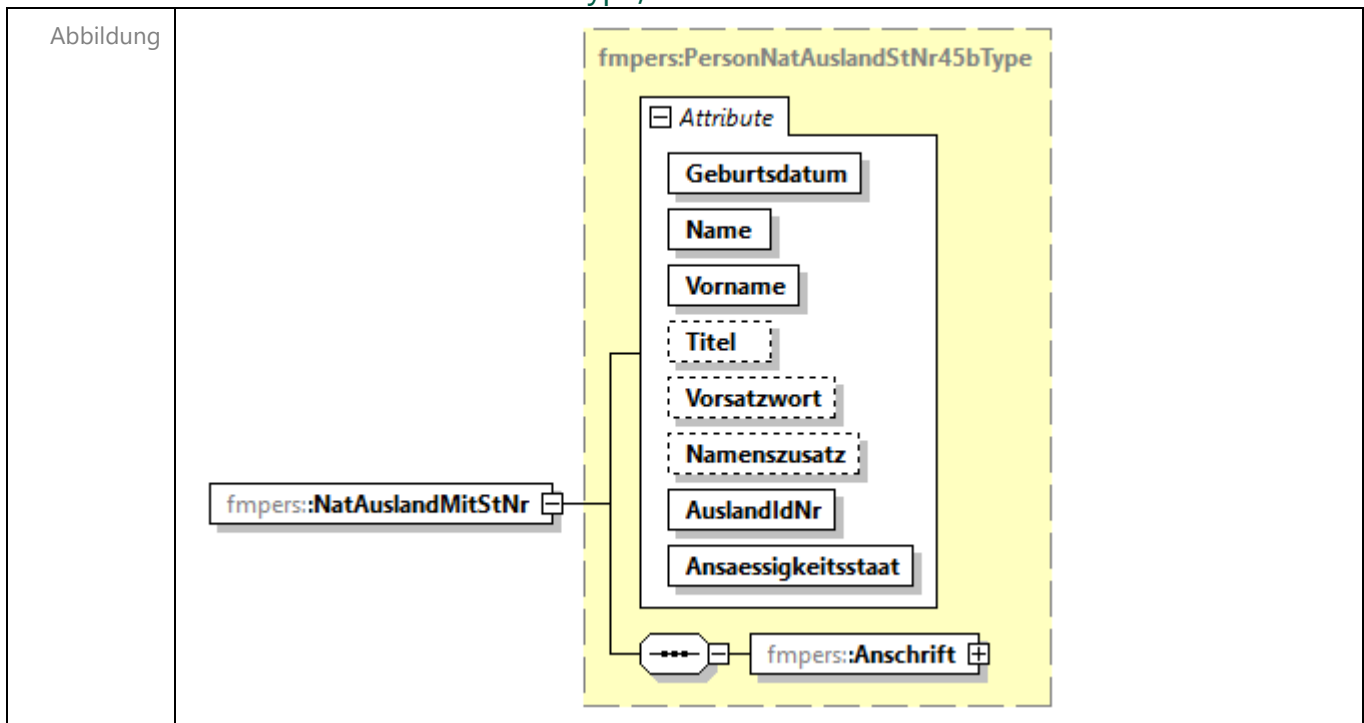 Abbildung
fmpers:PersonNatAuslandStNr45bType
Attribute
Geburtsdatum
Name
Vorname
Titel
Vorsatzwort
Namenszusatz
AuslandIdNr
Ansaessigkeitsstaat
fmpers::NatAuslandMitStNr
fmpers::Anschrift